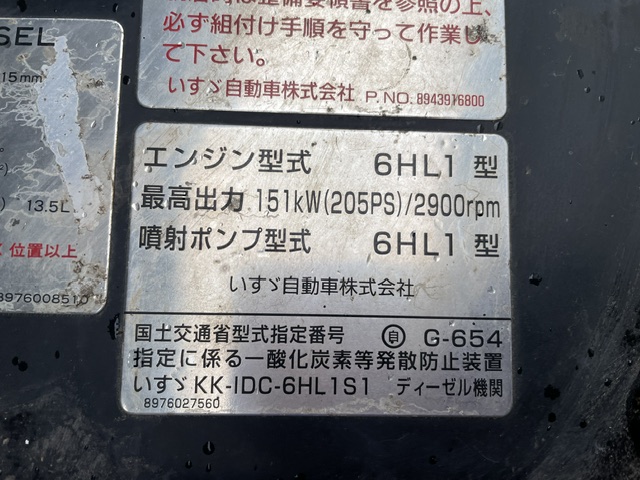 SEL
15mm
13.5L
位置以上
8976008510
必ず組付け手順を守って作業し
て下さい。
いすゞ自動車株式会社 P.NO. 8943916800
エンジン型式 6HL1 型
最高出力 151kW(205PS)/2900rpm
噴射ポンプ型式 6HL1 型
いすゞ自動車株式会社
国土交通省型式指定番号 自 G-654
指定に係る一酸化炭素等発散防止装置
いすゞ KK-IDC-6HL1S1 ディーゼル機関
8976027560